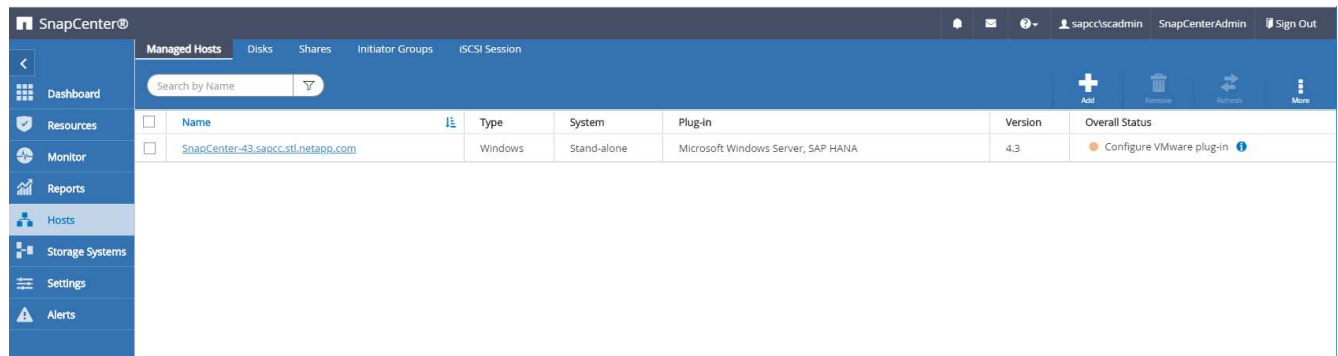 SnapCenter® sapcc\scadmin SnapCenterAdmin Sign Out
Managed Hosts Disks Shares Initiator Groups iSCSI Session
Search by Name
Add Remove Refresh More
Dashboard
Resources
Monitor
Reports
Hosts
Storage Systems
Settings
Alerts
Name Type System Plug-in Version Overall Status
SnapCenter-43.sapcc.stl.netapp.com Windows Stand-alone Microsoft Windows Server, SAP HANA 4.3 Configure VMware plug-in